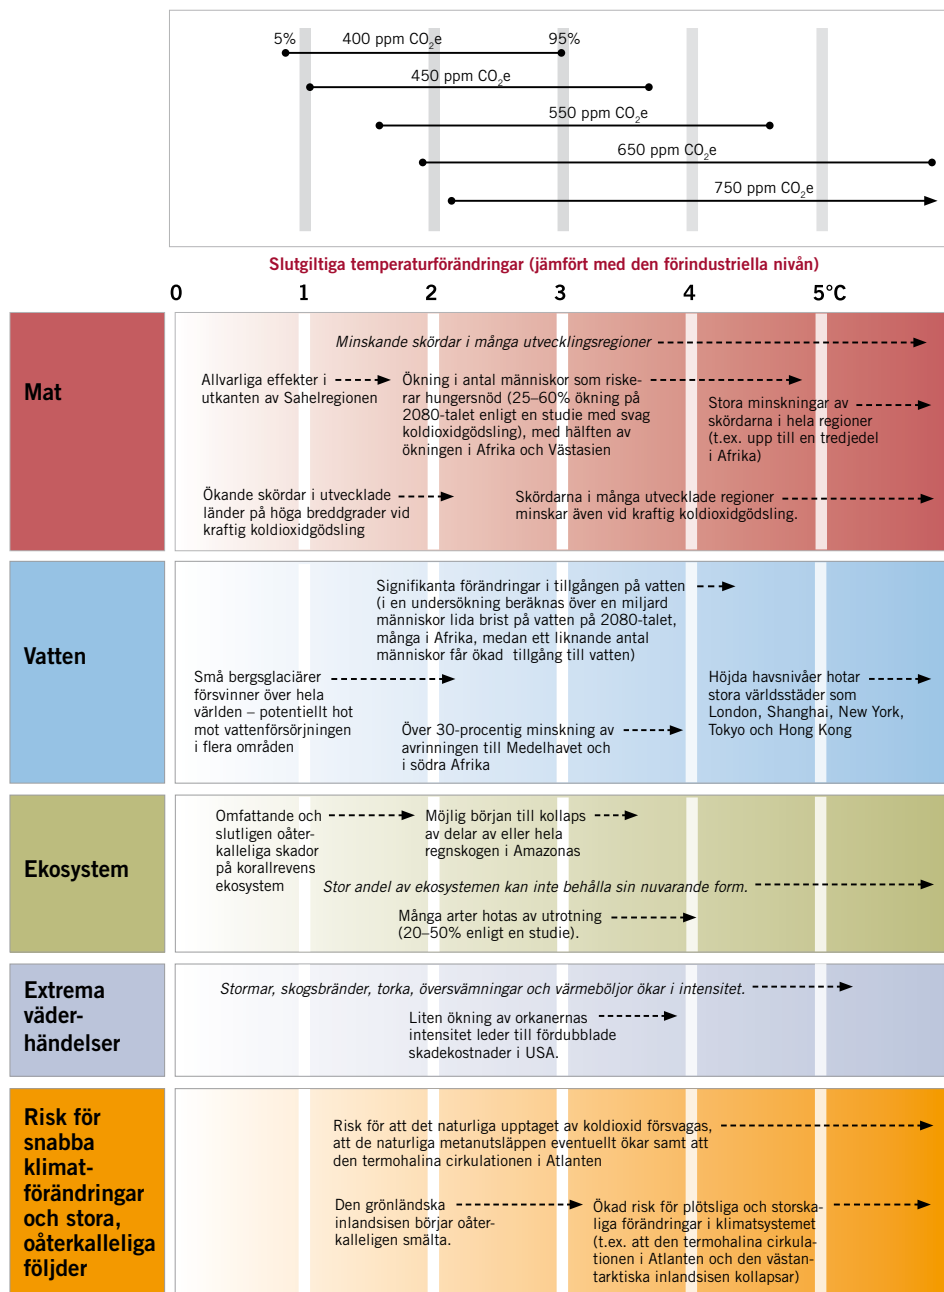 5% 400 ppm CO₂e 95%
450 ppm CO₂e
550 ppm CO₂e
650 ppm CO₂e
750 ppm CO₂e
Slutgiltiga temperaturförändringar (jämfört med den förindustriella nivån)
0 1 2 3 4 5°C
Mat
Minskande skördar i många utvecklingsregioner
Allvarliga effekter i
utkanten av Sahelregionen
Ökning i antal människor som riske-
rar hungersnöd (25–60% ökning på
2080-talet enligt en studie med svag
koldioxidgödsling), med hälften av
ökningen i Afrika och Västasien
Stora minskningar av
skördarna i hela regioner
(t.ex. upp till en tredjedel
i Afrika)
Ökande skördar i utvecklade
länder på höga breddgrader vid
kraftig koldioxidgödsling
Skördarna i många utvecklade regioner
minskar även vid kraftig koldioxidgödsling.
Vatten
Signifikanta förändringar i tillgången på vatten
(i en undersökning beräknas över en miljard
människor lida brist på vatten på 2080-talet,
många i Afrika, medan ett liknande antal
människor får ökad tillgång till vatten)
Små bergsglaciärer
försvinner över hela
världen – potentiellt hot
mot vattenförsörjningen
i flera områden
Över 30-procentig minskning av
avrinningen till Medelhavet och
i södra Afrika
Höjda havsnivåer hotar
stora världsstäder som
London, Shanghai, New York,
Tokyo och Hong Kong
Ekosystem
Omfattande och
slutligen oåter-
kalleliga skador
på korallrevens
ekosystem
Möjlig början till kollaps
av delar av eller hela
regnskogen i Amazonas
Stor andel av ekosystemen kan inte behålla sin nuvarande form.
Många arter hotas av utrotning
(20–50% enligt en studie).
Extrema
väder-
händelser
Stormar, skogsbränder, torka, översvämningar och värmeböljor ökar i intensitet.
Liten ökning av orkanernas
intensitet leder till fördubblade
skadekostnader i USA.
Risk för
snabba
klimat-
förändringar
och stora,
oåterkalleliga
följder
Risk för att det naturliga upptaget av koldioxid försvagas,
att de naturliga metanutsläppen eventuellt ökar samt att
den termohalina cirkulationen i Atlanten
Den grönländska
inlandsisen börjar oåter-
kalleligen smälta.
Ökad risk för plötsliga och storska-
liga förändringar i klimatsystemet
(t.ex. att den termohalina cirkula-
tionen i Atlanten och den västan-
tarktiska inlandsisen kollapsar)